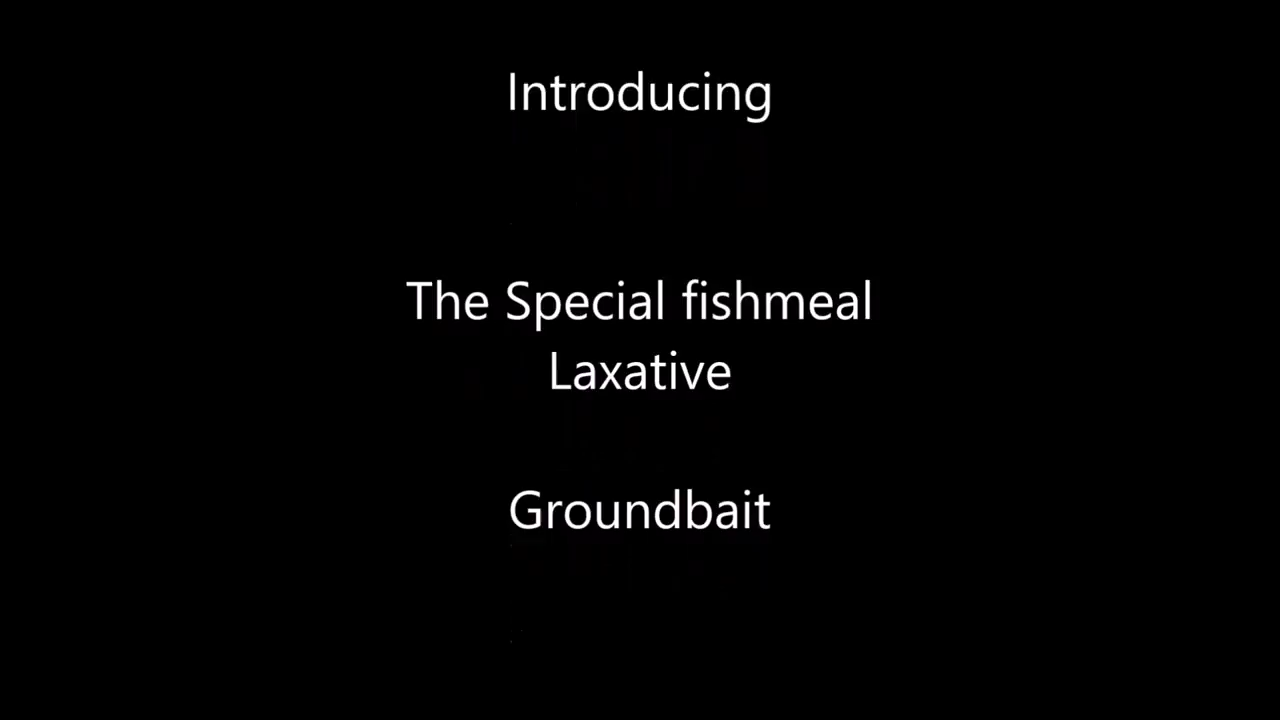 Introducing
The Special fishmeal
Laxative
Groundbait